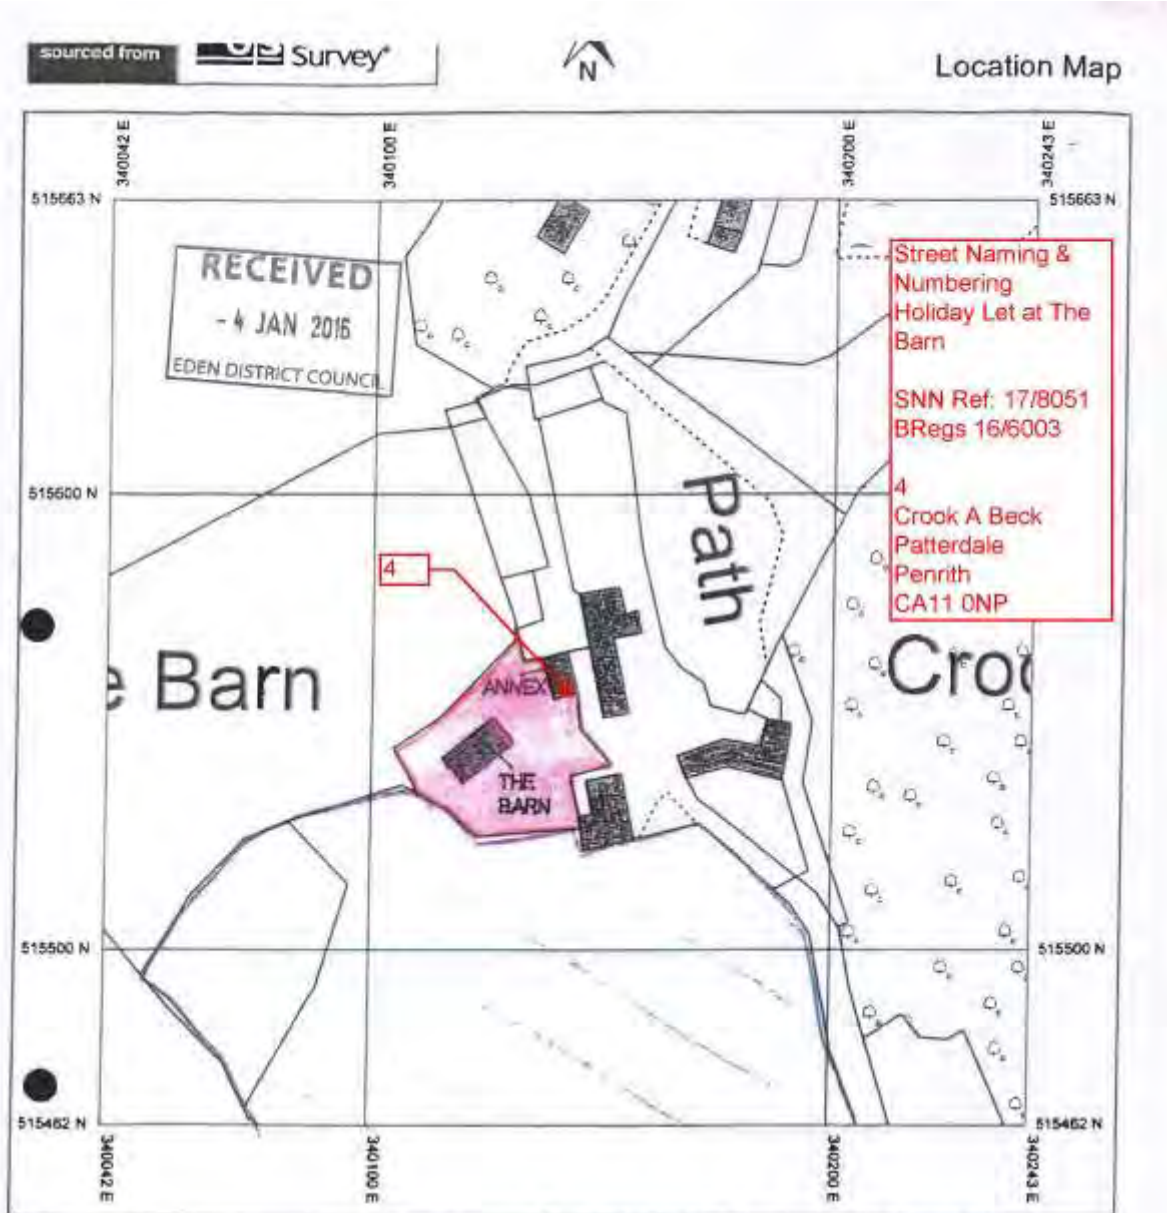 sourced from
Survey
N
Location Map
340042 E
340100 E
340200 E
340243 E
515663 N
515663 N
RECEIVED
- 4 JAN 2016
EDEN DISTRICT COUNCIL
Street Naming &
Numbering
Holiday Let at The
Barn
SNN Ref: 17/8051
BRegs 16/6003
4
Crook A Beck
Patterdale
Penrith
CA11 0NP
515600 N
Path
4
e Barn
ANNEX
Croo
THE
BARN
515500 N
515500 N
515462 N
515462 N
340042 E
340100
340200 E
340243 E